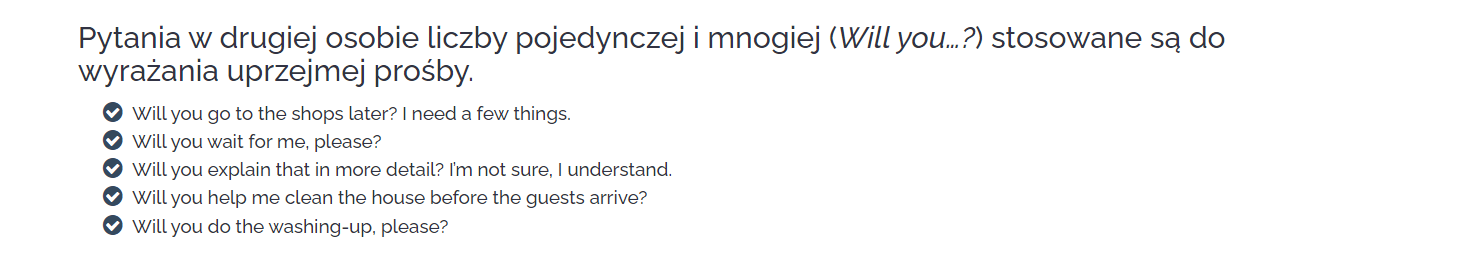 Pytania w drugiej osobie liczby pojedynczej i mnogiej (Will you…?) stosowane są do
wyrażania uprzejmej prośby.
Will you go to the shops later? I need a few things.
Will you wait for me, please?
Will you explain that in more detail? I'm not sure, I understand.
Will you help me clean the house before the guests arrive?
Will you do the washing-up, please?